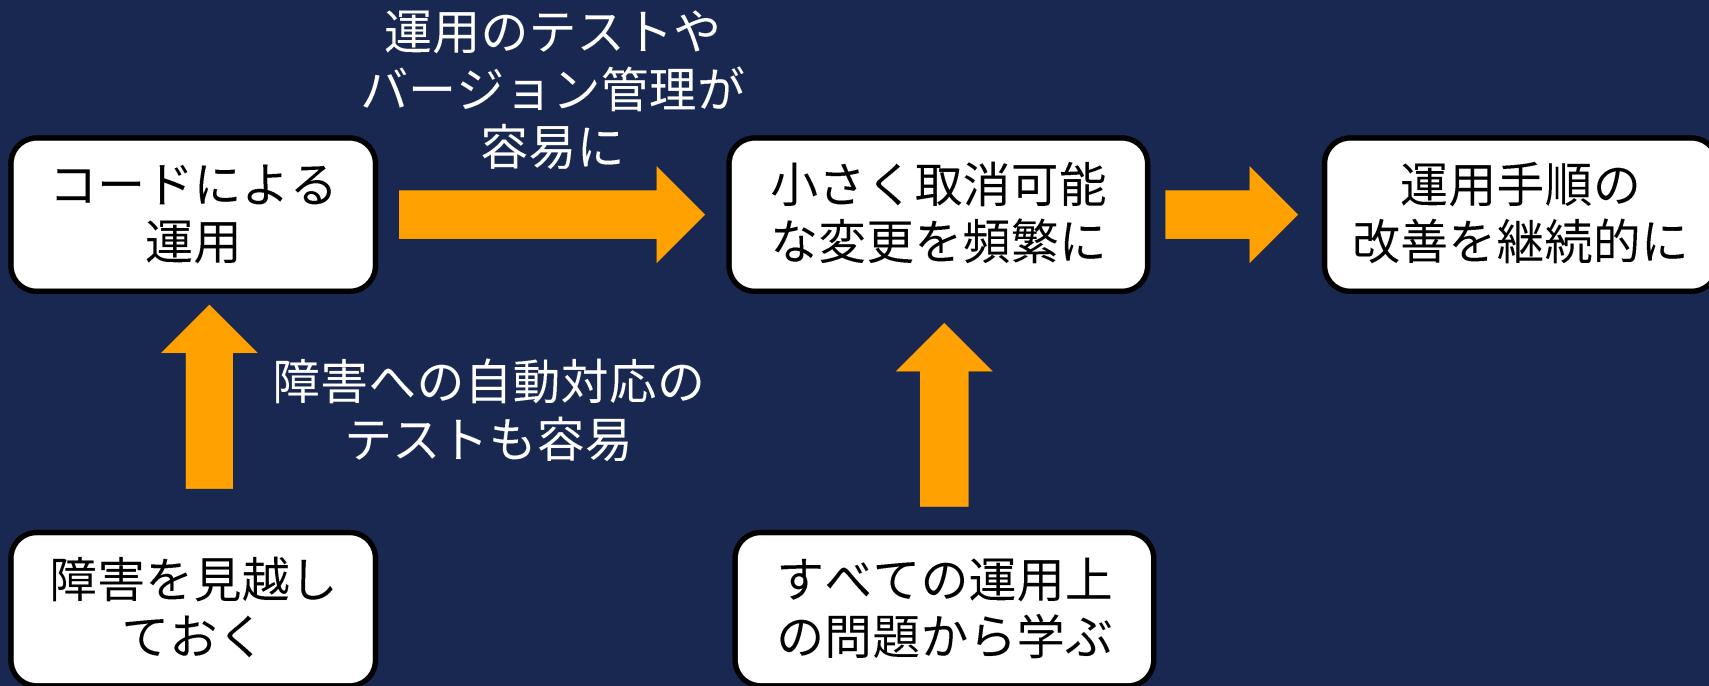 運用のテストや
バージョン管理が
容易に
コードによる
運用
小さく取消可能
な変更を頻繁に
運用手順の
改善を継続的に
障害への自動対応の
テストも容易
障害を見越し
ておく
すべての運用上
の問題から学ぶ